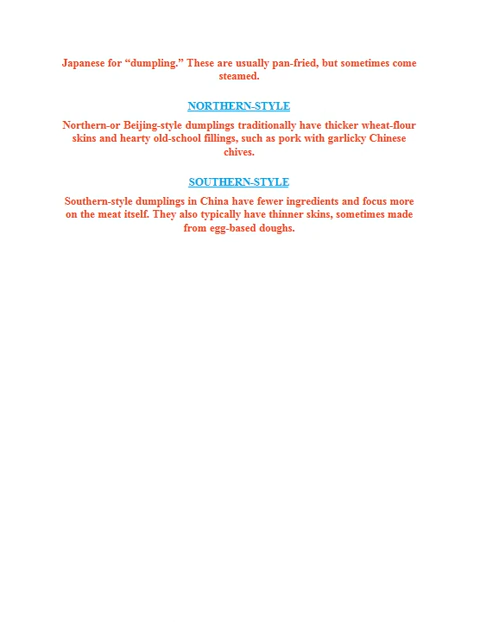 Japanese for “dumpling.” These are usually pan-fried, but sometimes come
steamed.
NORTHERN-STYLE
Northern-or Beijing-style dumplings traditionally have thicker wheat-flour
skins and hearty old-school fillings, such as pork with garlicky Chinese
chives.
SOUTHERN-STYLE
Southern-style dumplings in China have fewer ingredients and focus more
on the meat itself. They also typically have thinner skins, sometimes made
from egg-based doughs.